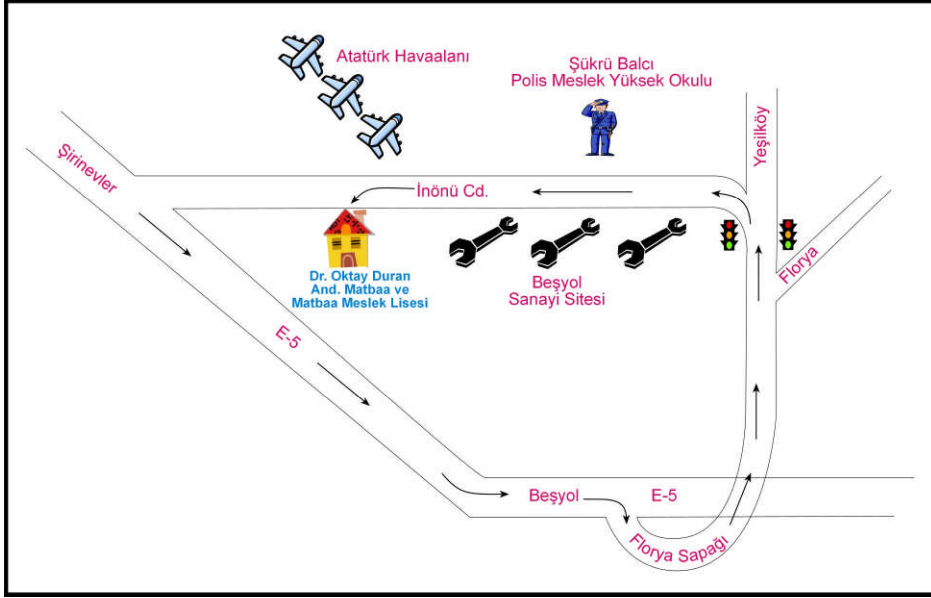 Atatürk Havaalanı
Şükrü Balcı
Polis Meslek Yüksek Okulu
Yeşilköy
Şirinevler
İnönü Cd.
Florya
Dr. Oktay Duran
And. Matbaa ve
Matbaa Meslek Lisesi
Beşyol
Sanayi Sitesi
E-5
Beşyol
E-5
Florya Sapağı